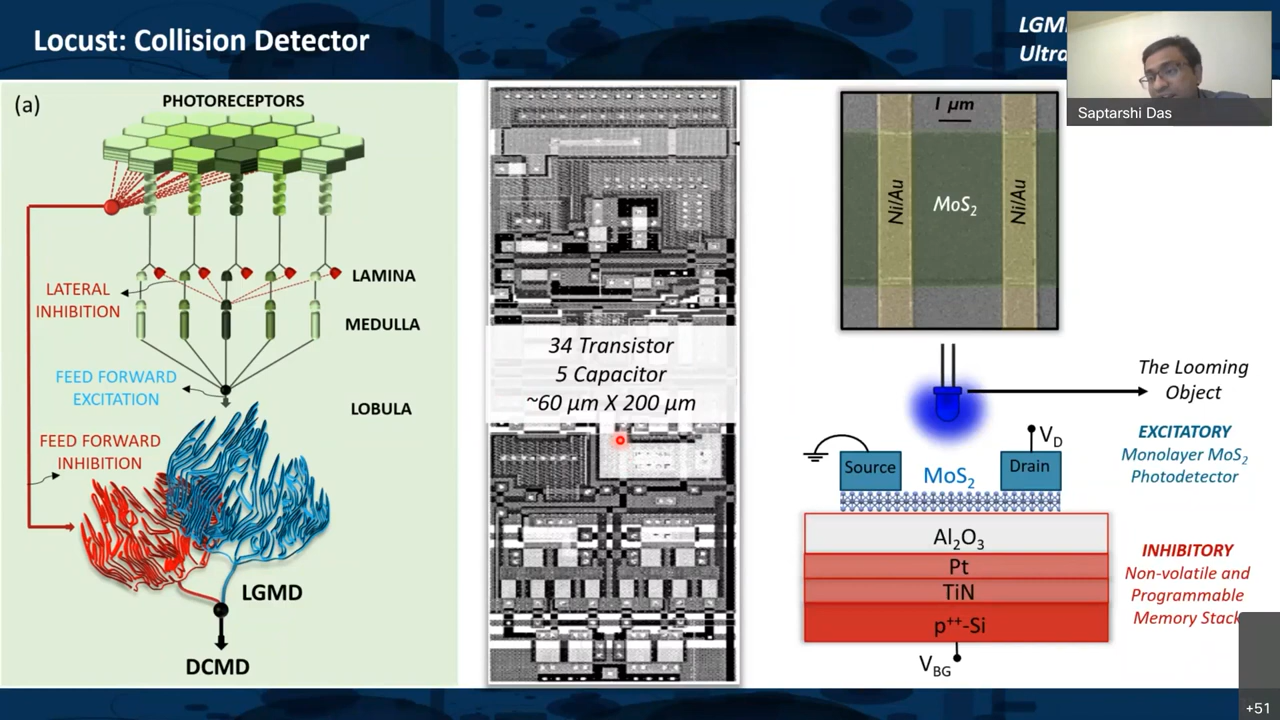 Locust: Collision Detector
LGM
Ultra
Saptarshi Das
(a)
PHOTORECEPTORS
LATERAL
INHIBITION
LAMINA
MEDULLA
FEED FORWARD
EXCITATION
LOBULA
FEED FORWARD
INHIBITION
LGMD
DCMD
34 Transistor
5 Capacitor
~60 µm X 200 µm
1 µm
Ni/Au
MoS₂
Ni/Au
The Looming
Object
EXCITATORY
Monolayer MoS₂
Photodetector
V_D
Source
MoS₂
Drain
Al₂O₃
Pt
TiN
p⁺⁺-Si
V_BG
INHIBITORY
Non-volatile and
Programmable
Memory Stack
+51